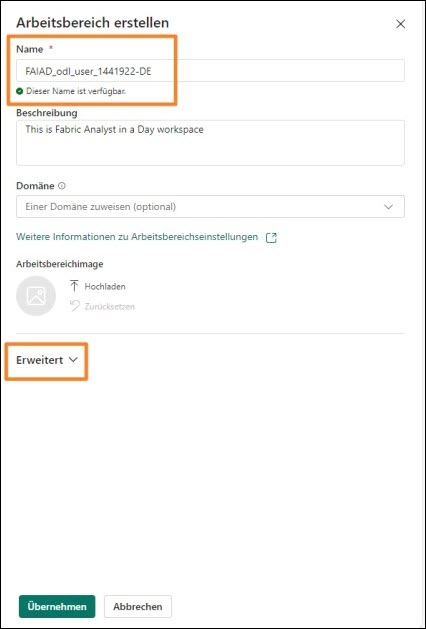 Arbeitsbereich erstellen
Name *
FAIAD_odl_user_1441922-DE
Dieser Name ist verfügbar.
Beschreibung
This is Fabric Analyst in a Day workspace
Domäne
Einer Domäne zuweisen (optional)
Weitere Informationen zu Arbeitsbereichseinstellungen
Arbeitsbereichimage
Hochladen
Zurücksetzen
Erweitert
Übernehmen Abbrechen